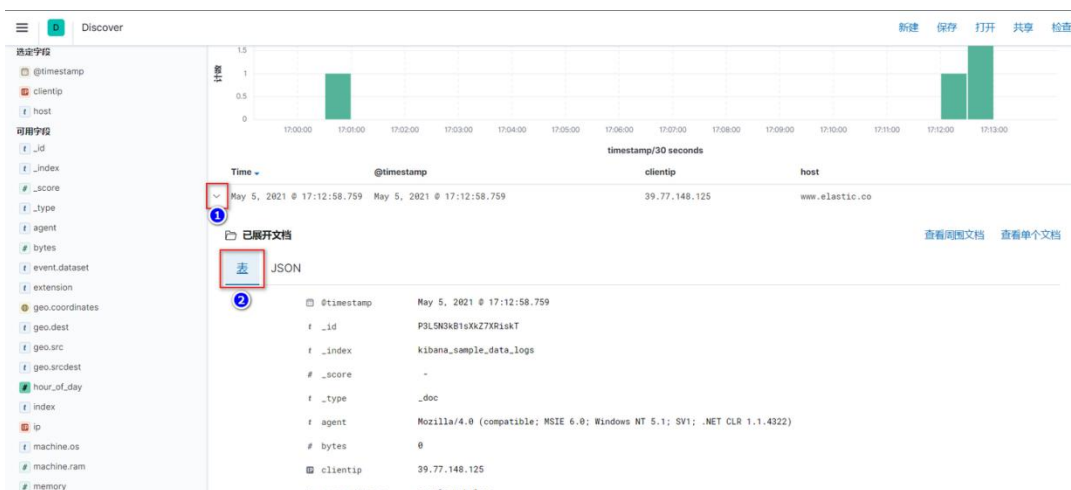 D Discover 新建 保存 打开 共享 检查
选定字段
@timestamp
clientip
t host
可用字段
t _id
t _index
# _score
t _type
t agent
# bytes
t event.dataset
t extension
geo.coordinates
t geo.dest
t geo.src
t geo.srcdest
# hour_of_day
t index
ip
t machine.os
# machine.ram
# memory
计数
1.5
1
0.5
0
17:00:00 17:01:00 17:02:00 17:03:00 17:04:00 17:05:00 17:06:00 17:07:00 17:08:00 17:09:00 17:10:00 17:11:00 17:12:00 17:13:00
timestamp/30 seconds
Time @timestamp clientip host
May 5, 2021 @ 17:12:58.759 May 5, 2021 @ 17:12:58.759 39.77.148.125 www.elastic.co
1
已展开文档 查看周围文档 查看单个文档
表 JSON
2
@timestamp May 5, 2021 @ 17:12:58.759
t _id P3L5N3kB1sXkZ7XRiskT
t _index kibana_sample_data_logs
# _score -
t _type _doc
t agent Mozilla/4.0 (compatible; MSIE 6.0; Windows NT 5.1; SV1; .NET CLR 1.1.4322)
# bytes 0
clientip 39.77.148.125